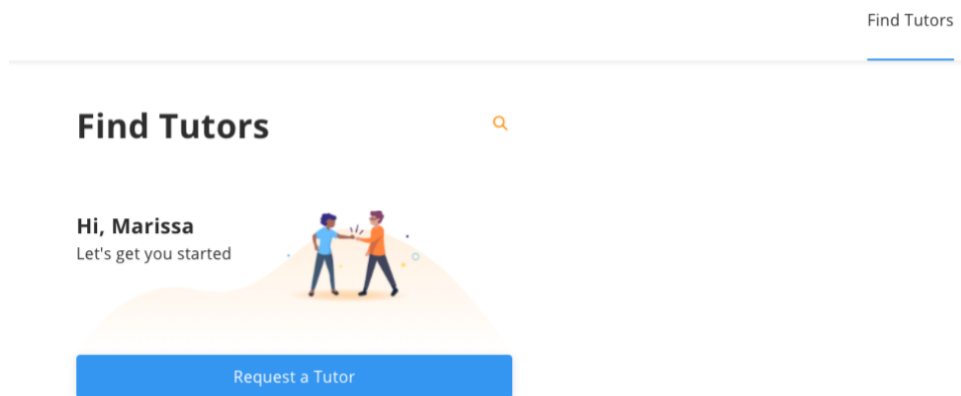 Find Tutors
Find Tutors
Hi, Marissa
Let's get you started
Request a Tutor